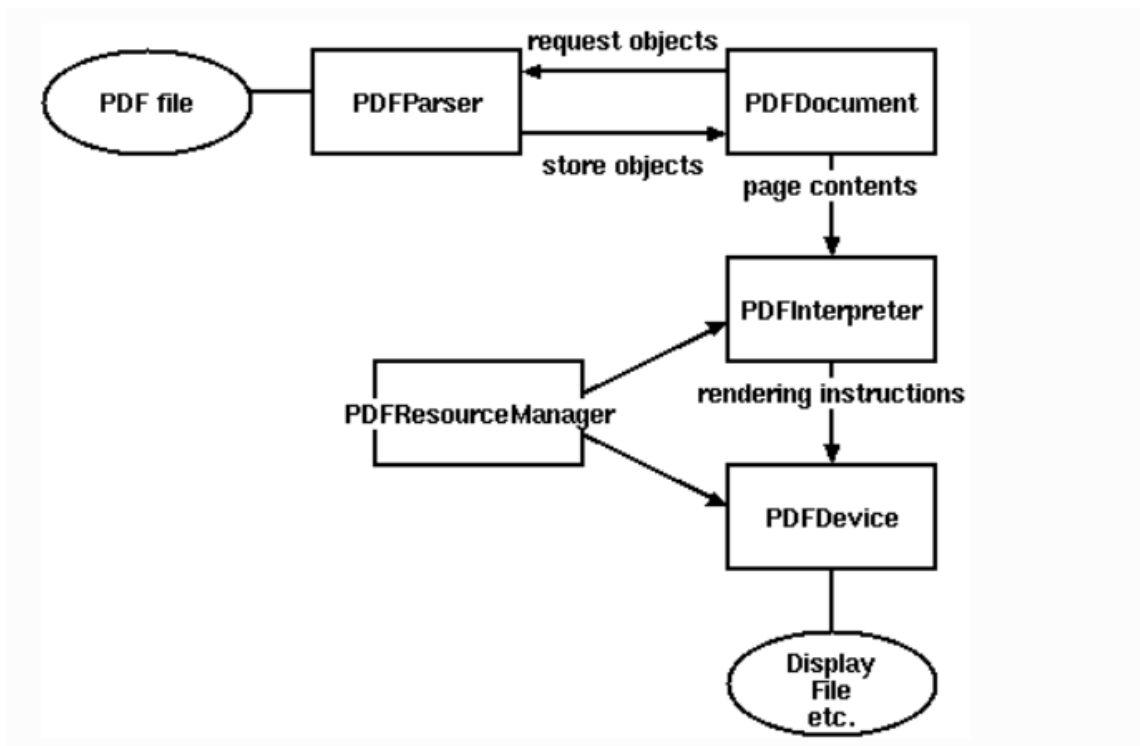 request objects
PDF file
PDFParser
PDFDocument
store objects
page contents
PDFInterpreter
rendering instructions
PDFResourceManager
PDFDevice
Display
File
etc.